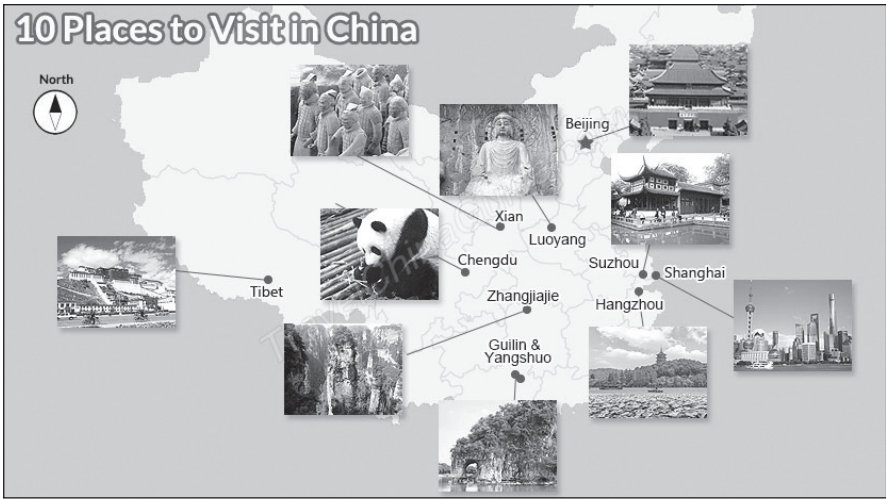 10 Places to Visit in China
North
Beijing
Xian
Luoyang
Chengdu
Suzhou
Shanghai
Tibet
Zhangjiajie
Hangzhou
Guilin &
Yangshuo